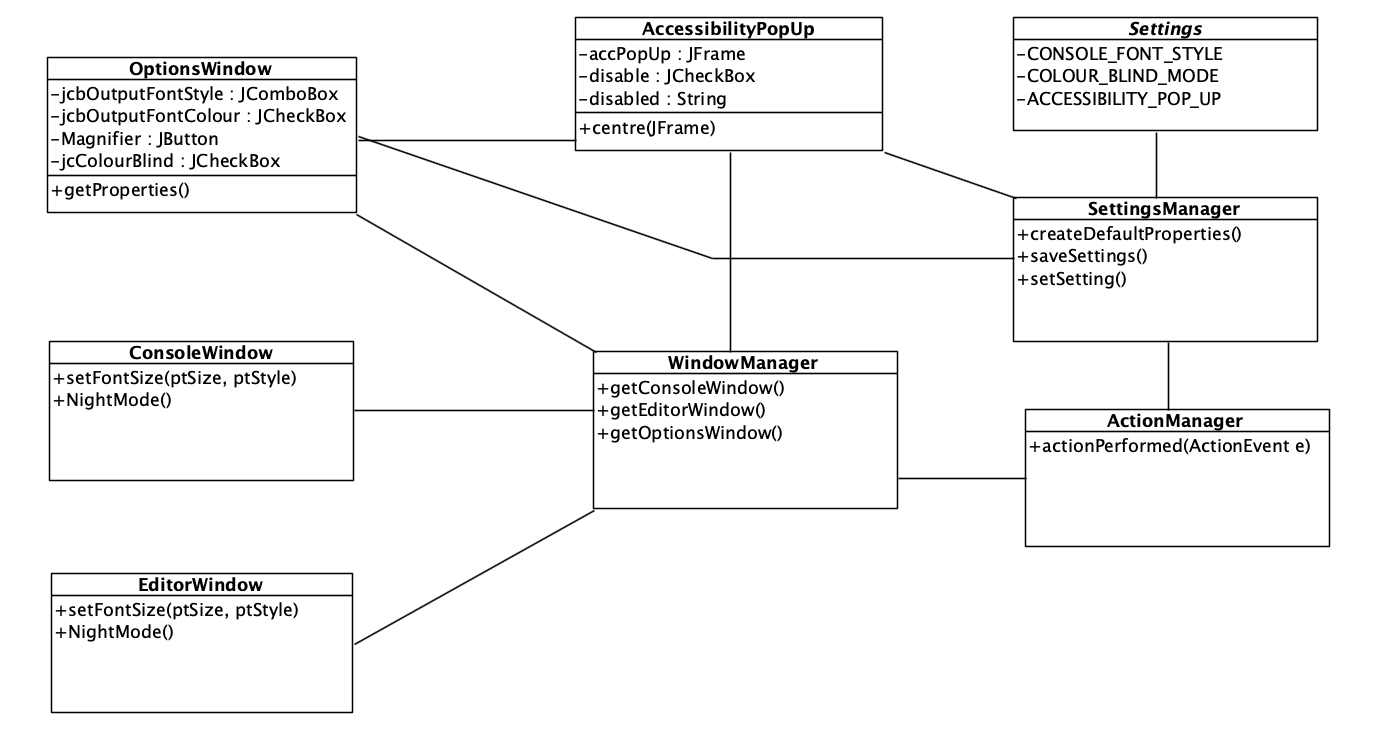 AccessibilityPopUp
-accPopUp : JFrame
-disable : JCheckBox
-disabled : String
+centre(JFrame)
Settings
-CONSOLE_FONT_STYLE
-COLOUR_BLIND_MODE
-ACCESSIBILITY_POP_UP
OptionsWindow
-jcbOutputFontStyle : JComboBox
-jcbOutputFontColour : JCheckBox
-Magnifier : JButton
-jcColourBlind : JCheckBox
+getProperties()
SettingsManager
+createDefaultProperties()
+saveSettings()
+setSetting()
ConsoleWindow
+setFontSize(ptSize, ptStyle)
+NightMode()
WindowManager
+getConsoleWindow()
+getEditorWindow()
+getOptionsWindow()
ActionManager
+actionPerformed(ActionEvent e)
EditorWindow
+setFontSize(ptSize, ptStyle)
+NightMode()